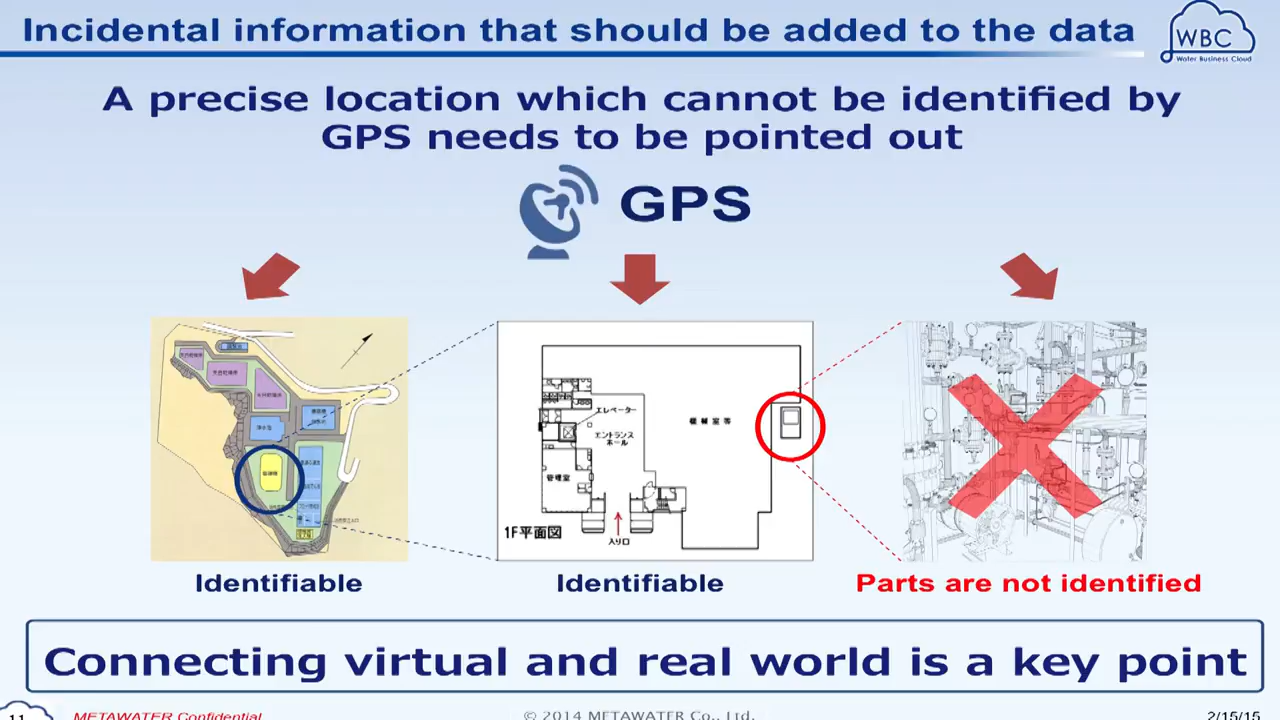 Incidental information that should be added to the data
WBC
Water Business Cloud
A precise location which cannot be identified by
GPS needs to be pointed out
GPS
エレベーター
エントランス
ホール
機械室等
管理室
1F平面図
入り口
Identifiable
Identifiable
Parts are not identified
Connecting virtual and real world is a key point
11
METAWATER Confidential
© 2014 METAWATER Co., Ltd.
2/15/15